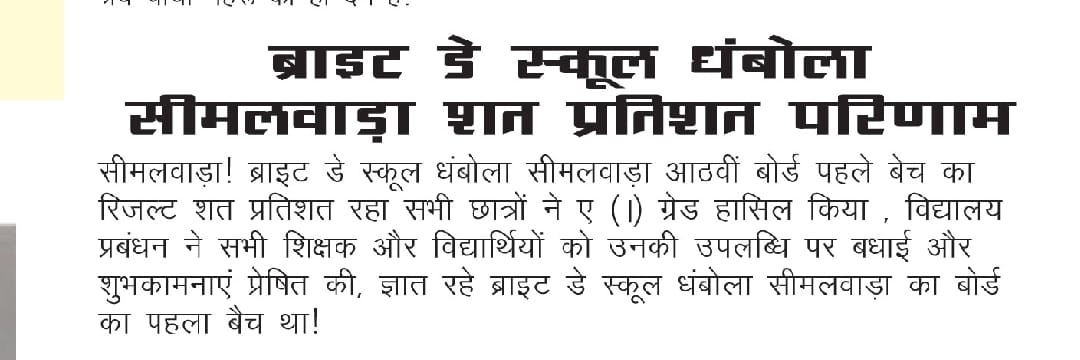 ब्राइट डे स्कूल धंबोला
सीमलवाड़ा शत प्रतिशत परिणाम
सीमलवाड़ा! ब्राइट डे स्कूल धंबोला सीमलवाड़ा आठवीं बोर्ड पहले बेच का
रिजल्ट शत प्रतिशत रहा सभी छात्रों ने ए (।) ग्रेड हासिल किया , विद्यालय
प्रबंधन ने सभी शिक्षक और विद्यार्थियों को उनकी उपलब्धि पर बधाई और
शुभकामनाएं प्रेषित की, ज्ञात रहे ब्राइट डे स्कूल धंबोला सीमलवाड़ा का बोर्ड
का पहला बैच था!